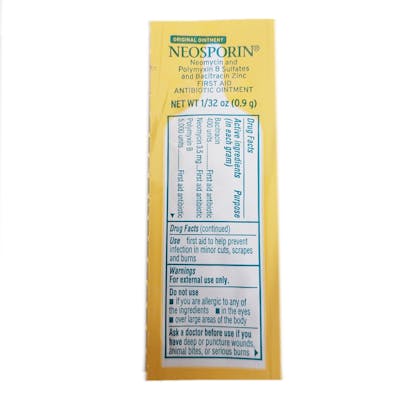 ORIGINAL OINTMENT
NEOSPORIN®
Neomycin and
Polymyxin B Sulfates
and Bacitracin Zinc
FIRST AID
ANTIBIOTIC OINTMENT
NET WT 1/32 oz (0.9 g)
Drug Facts
Active ingredients Purpose
(in each gram)
Bacitracin
400 units ...First aid antibiotic
Neomycin 3.5 mg...First aid antibiotic
Polymyxin B
5,000 units ...First aid antibiotic
Drug Facts (continued)
Use first aid to help prevent
infection in minor cuts, scrapes
and burns
Warnings
For external use only.
Do not use
■ if you are allergic to any of
the ingredients ■ in the eyes
■ over large areas of the body
Ask a doctor before use if you
have deep or puncture wounds,
animal bites, or serious burns